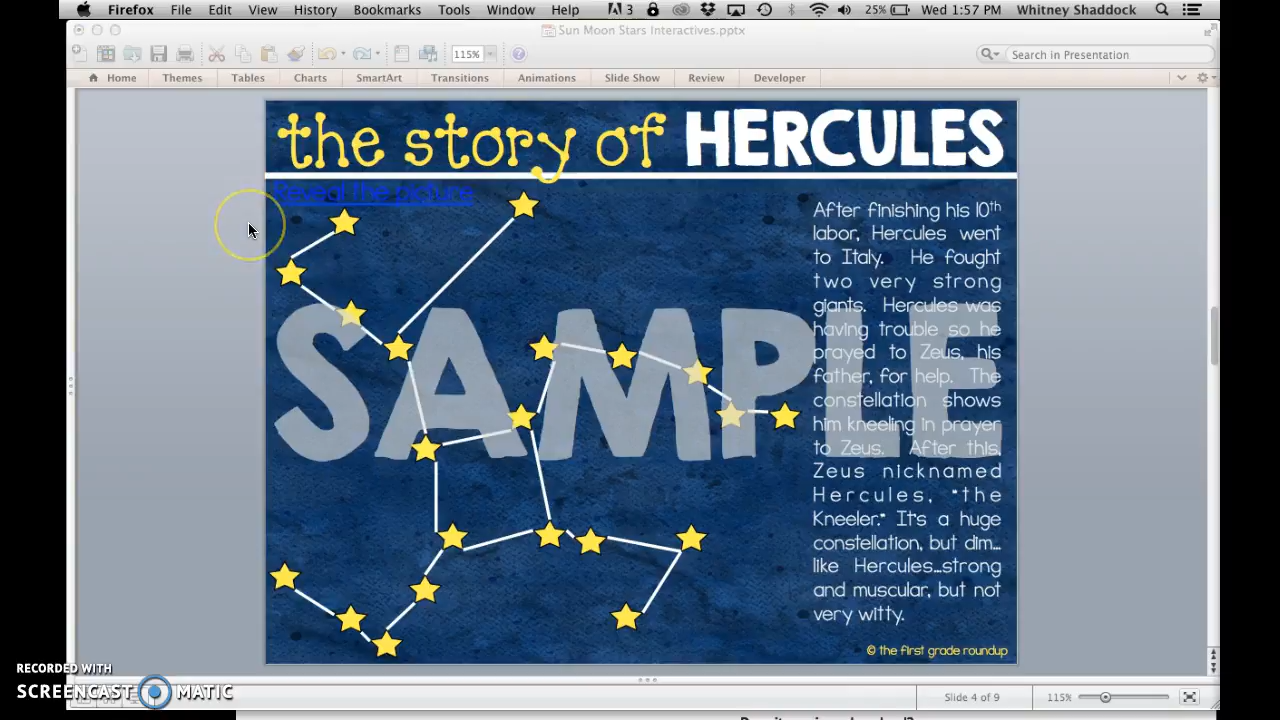 Firefox File Edit View History Bookmarks Tools Window Help 3 25% Wed 1:57 PM Whitney Shaddock
Sun Moon Stars Interactives.pptx
115% Search in Presentation
Home Themes Tables Charts SmartArt Transitions Animations Slide Show Review Developer
the story of HERCULES
Reveal the picture
After finishing his 10th
labor, Hercules went
to Italy. He fought
two very strong
giants. Hercules was
having trouble so he
prayed to Zeus, his
father, for help. The
constellation shows
him kneeling in prayer
to Zeus. After this,
Zeus nicknamed
Hercules, "the
Kneeler." It's a huge
constellation, but dim...
like Hercules...strong
and muscular, but not
very witty.
SAMPLE
© the first grade roundup
RECORDED WITH
SCREENCAST MATIC
Slide 4 of 9 115%